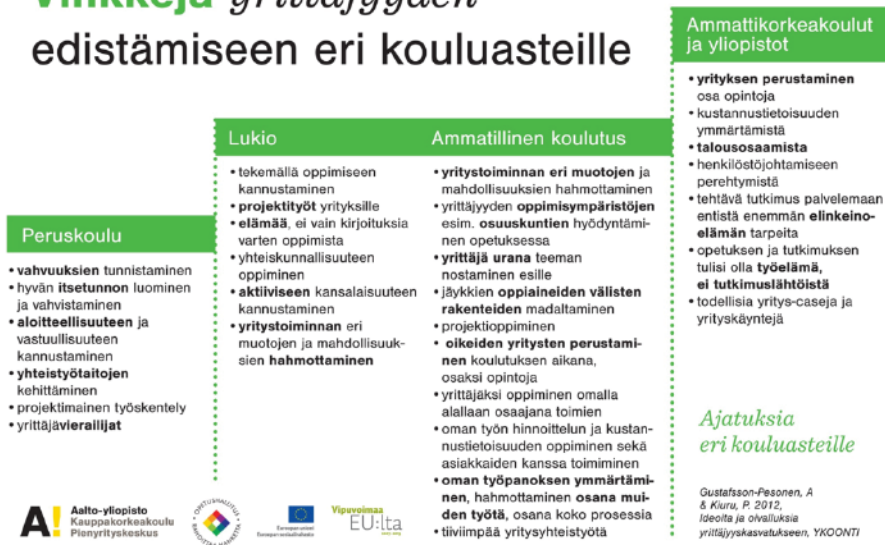 Vinkkejä yrittäjyyden
edistämiseen eri kouluasteille
Peruskoulu
• vahvuuksien tunnistaminen
• hyvän itsetunnon luominen
ja vahvistaminen
• aloitteellisuuteen ja
vastuullisuuteen
kannustaminen
• yhteistyötaitojen
kehittäminen
• projektimainen työskentely
• yrittäjävierailijat
Lukio
• tekemällä oppimiseen
kannustaminen
• projektityöt yrityksille
• elämää, ei vain kirjoituksia
varten oppimista
• yhteiskunnallisuuteen
oppiminen
• aktiiviseen kansalaisuuteen
kannustaminen
• yritystoiminnan eri
muotojen ja mahdollisuuk-
sien hahmottaminen
Ammatillinen koulutus
• yritystoiminnan eri muotojen ja
mahdollisuuksien hahmottaminen
• yrittäjyyden oppimisympäristöjen
esim. osuuskuntien hyödyntämi-
nen opetuksessa
• yrittäjä urana teeman
nostaminen esille
• jäykkien oppiaineiden välisten
rakenteiden madaltaminen
• projektioppiminen
• oikeiden yritysten perustami-
nen koulutuksen aikana,
osaksi opintoja
• yrittäjäksi oppiminen omalla
alallaan osaajana toimien
• oman työn hinnoittelun ja kustan-
nustietoisuuden oppiminen sekä
asiakkaiden kanssa toimiminen
• oman työpanoksen ymmärtämi-
nen, hahmottaminen osana mui-
den työtä, osana koko prosessia
• tiiviimpää yritysyhteistyötä
Ammattikorkeakoulut
ja yliopistot
• yrityksen perustaminen
osa opintoja
• kustannustietoisuuden
ymmärtämistä
• talousosaamista
• henkilöstöjohtamiseen
perehtymistä
• tehtävä tutkimus palvelemaan
entistä enemmän elinkeino-
elämän tarpeita
• opetuksen ja tutkimuksen
tulisi olla työelämä,
ei tutkimuslähtöistä
• todellisia yritys-caseja ja
yrityskäyntejä
Ajatuksia
eri kouluasteille
Gustafsson-Pesonen, A
& Kiuru, P. 2012,
Ideoita ja oivalluksia
yrittäjyyskasvatukseen, YKOONTI
A!
Aalto-yliopisto
Kauppakorkeakoulu
Pienyrityskeskus
OPETUSHALLITUS
Euroopan unioni
Euroopan sosiaalirahasto
Vipuvoimaa
EU:lta